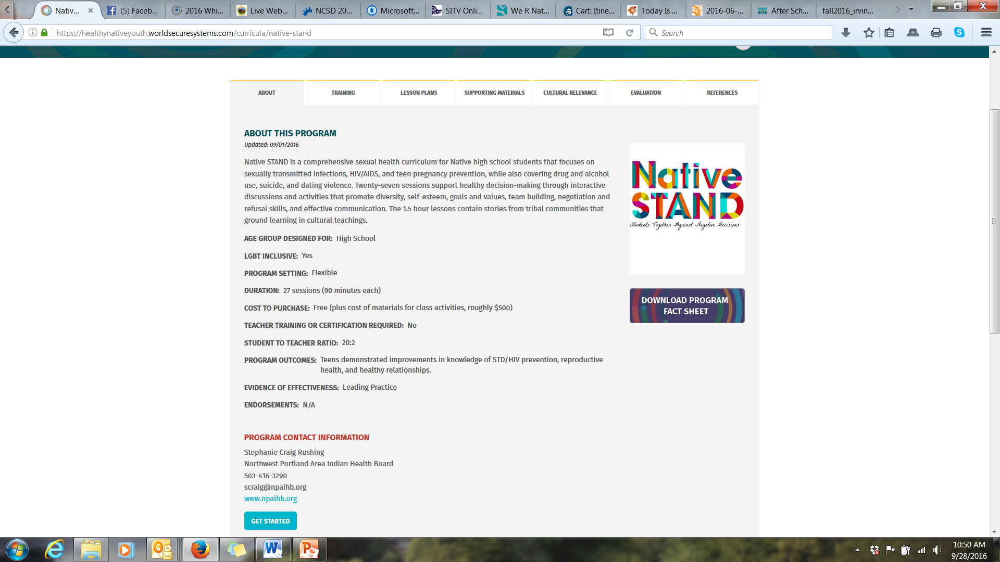 Nativ...
(5) Faceb...
2016 Whi...
Live Web...
NCSD 20...
Microsoft...
SITV Onli...
We R Nat...
Cart: Itine...
Today Is ...
2016-06-...
After Sch...
fall2016_irvin...
https://healthynativeyouth.worldsecuresystems.com/curricula/native-stand
Search
ABOUT
TRAINING
LESSON PLANS
SUPPORTING MATERIALS
CULTURAL RELEVANCE
EVALUATION
REFERENCES
ABOUT THIS PROGRAM
Updated: 09/01/2016
Native STAND is a comprehensive sexual health curriculum for Native high school students that focuses on
sexually transmitted infections, HIV/AIDS, and teen pregnancy prevention, while also covering drug and alcohol
use, suicide, and dating violence. Twenty-seven sessions support healthy decision-making through interactive
discussions and activities that promote diversity, self-esteem, goals and values, team building, negotiation and
refusal skills, and effective communication. The 1.5 hour lessons contain stories from tribal communities that
ground learning in cultural teachings.
AGE GROUP DESIGNED FOR: High School
LGBT INCLUSIVE: Yes
PROGRAM SETTING: Flexible
DURATION: 27 sessions (90 minutes each)
COST TO PURCHASE: Free (plus cost of materials for class activities, roughly $500)
TEACHER TRAINING OR CERTIFICATION REQUIRED: No
STUDENT TO TEACHER RATIO: 20:2
PROGRAM OUTCOMES: Teens demonstrated improvements in knowledge of STD/HIV prevention, reproductive
health, and healthy relationships.
EVIDENCE OF EFFECTIVENESS: Leading Practice
ENDORSEMENTS: N/A
Native
STAND
Students Together Against Negative Decisions
DOWNLOAD PROGRAM
FACT SHEET
PROGRAM CONTACT INFORMATION
Stephanie Craig Rushing
Northwest Portland Area Indian Health Board
503-416-3290
scraig@npaihb.org
www.npaihb.org
GET STARTED
10:50 AM
9/28/2016